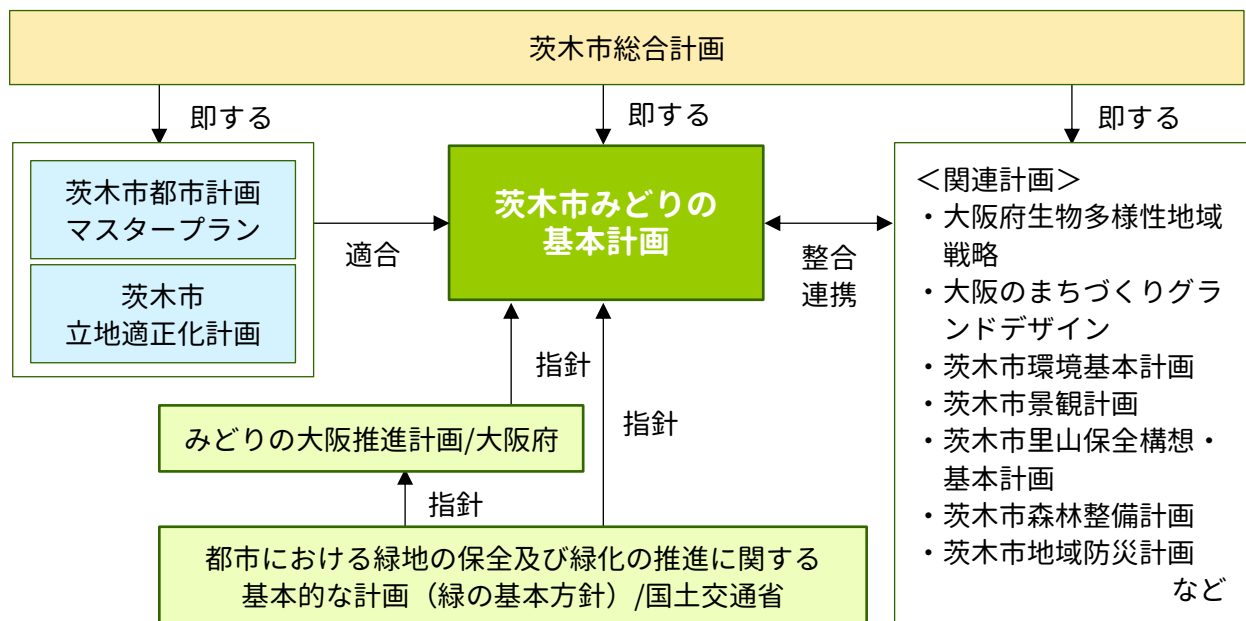 茨木市総合計画
即する
即する
即する
茨木市都市計画
マスタープラン
茨木市
立地適正化計画
適合
茨木市みどりの
基本計画
整合
連携
＜関連計画＞
・大阪府生物多様性地域
戦略
・大阪のまちづくりグラ
ンドデザイン
・茨木市環境基本計画
・茨木市景観計画
・茨木市里山保全構想・
基本計画
・茨木市森林整備計画
・茨木市地域防災計画
など
指針
指針
みどりの大阪推進計画/大阪府
指針
都市における緑地の保全及び緑化の推進に関する
基本的な計画（緑の基本方針）/国土交通省